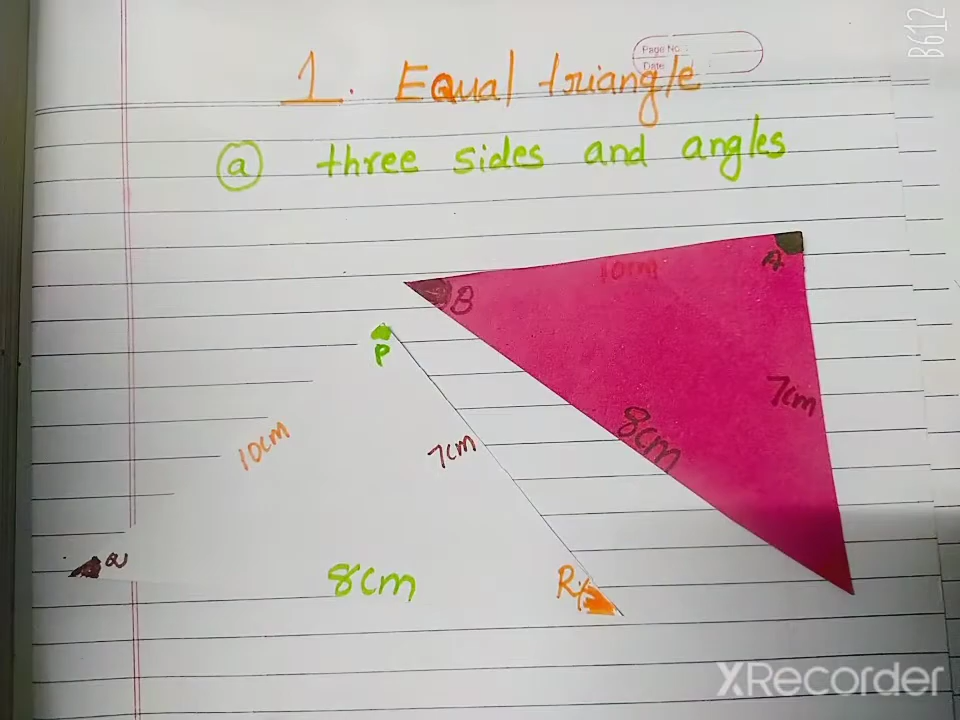 B612
Page No.
Date
1. Equal triangle
(a) three sides and angles
A
10cm
B
P
7cm
8cm
10cm
7cm
Q
8cm
R
XRecorder